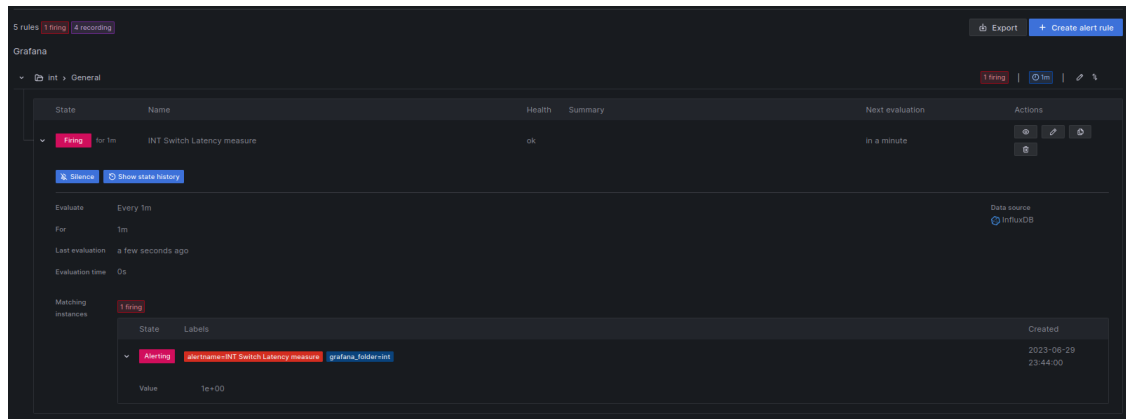 5 rules 1 firing 4 recording Export + Create alert rule
Grafana
int > General 1 firing | 1m |
State Name Health Summary Next evaluation Actions
Firing for 1m INT Switch Latency measure ok in a minute
Silence Show state history
Evaluate Every 1m Data source
InfluxDB
For 1m
Last evaluation a few seconds ago
Evaluation time 0s
Matching
instances 1 firing
State Labels Created
Alerting alertname=INT Switch Latency measure grafana_folder=int 2023-06-29
23:44:00
Value 1e+00